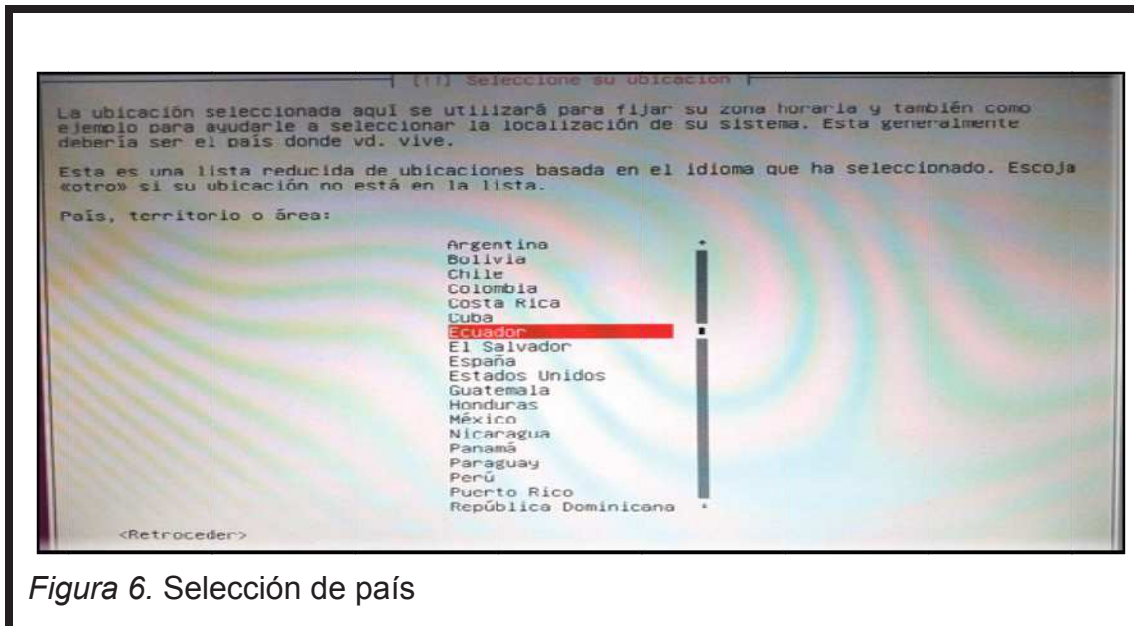 [!!] Seleccione su ubicación
La ubicación seleccionada aquí se utilizará para fijar su zona horaria y también como
ejemplo para ayudarle a seleccionar la localización de su sistema. Esta generalmente
debería ser el país donde vd. vive.
Esta es una lista reducida de ubicaciones basada en el idioma que ha seleccionado. Escoja
«otro» si su ubicación no está en la lista.
País, territorio o área:
Argentina
Bolivia
Chile
Colombia
Costa Rica
Cuba
Ecuador
El Salvador
España
Estados Unidos
Guatemala
Honduras
México
Nicaragua
Panamá
Paraguay
Perú
Puerto Rico
República Dominicana
<Retroceder>
Figura 6. Selección de país